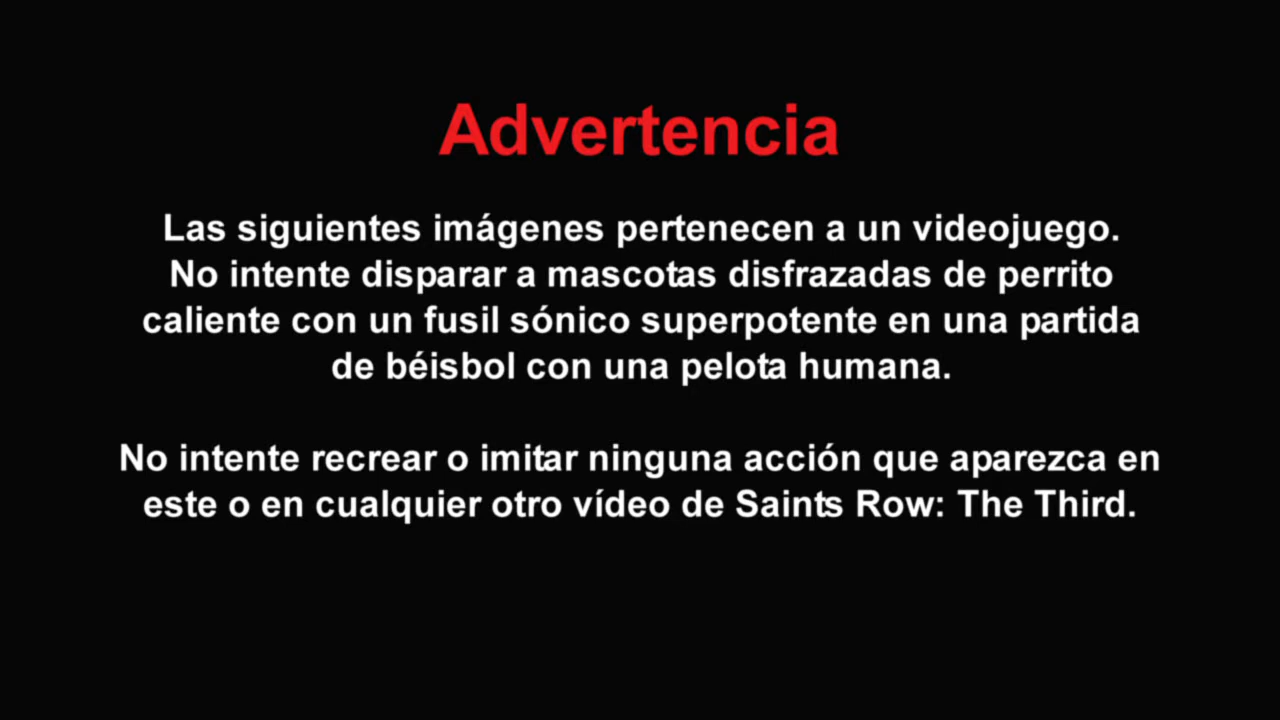 Advertencia
Las siguientes imágenes pertenecen a un videojuego.
No intente disparar a mascotas disfrazadas de perrito
caliente con un fusil sónico superpotente en una partida
de béisbol con una pelota humana.
No intente recrear o imitar ninguna acción que aparezca en
este o en cualquier otro vídeo de Saints Row: The Third.